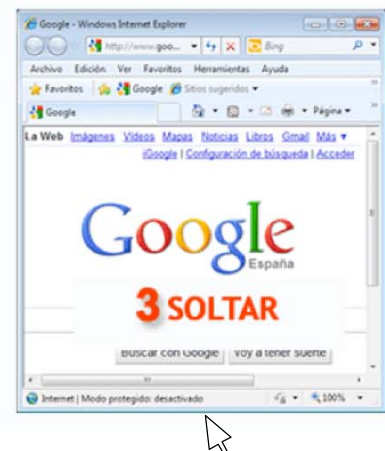 Google - Windows Internet Explorer
http://www.goo... Bing
Archivo Edición Ver Favoritos Herramientas Ayuda
Favoritos Google Sitios sugeridos
Google Página
La Web Imágenes Vídeos Mapas Noticias Libros Gmail Más
iGoogle | Configuración de búsqueda | Acceder
Google
España
3 SOLTAR
Buscar con Google Voy a tener suerte
Internet | Modo protegido: desactivado 100%